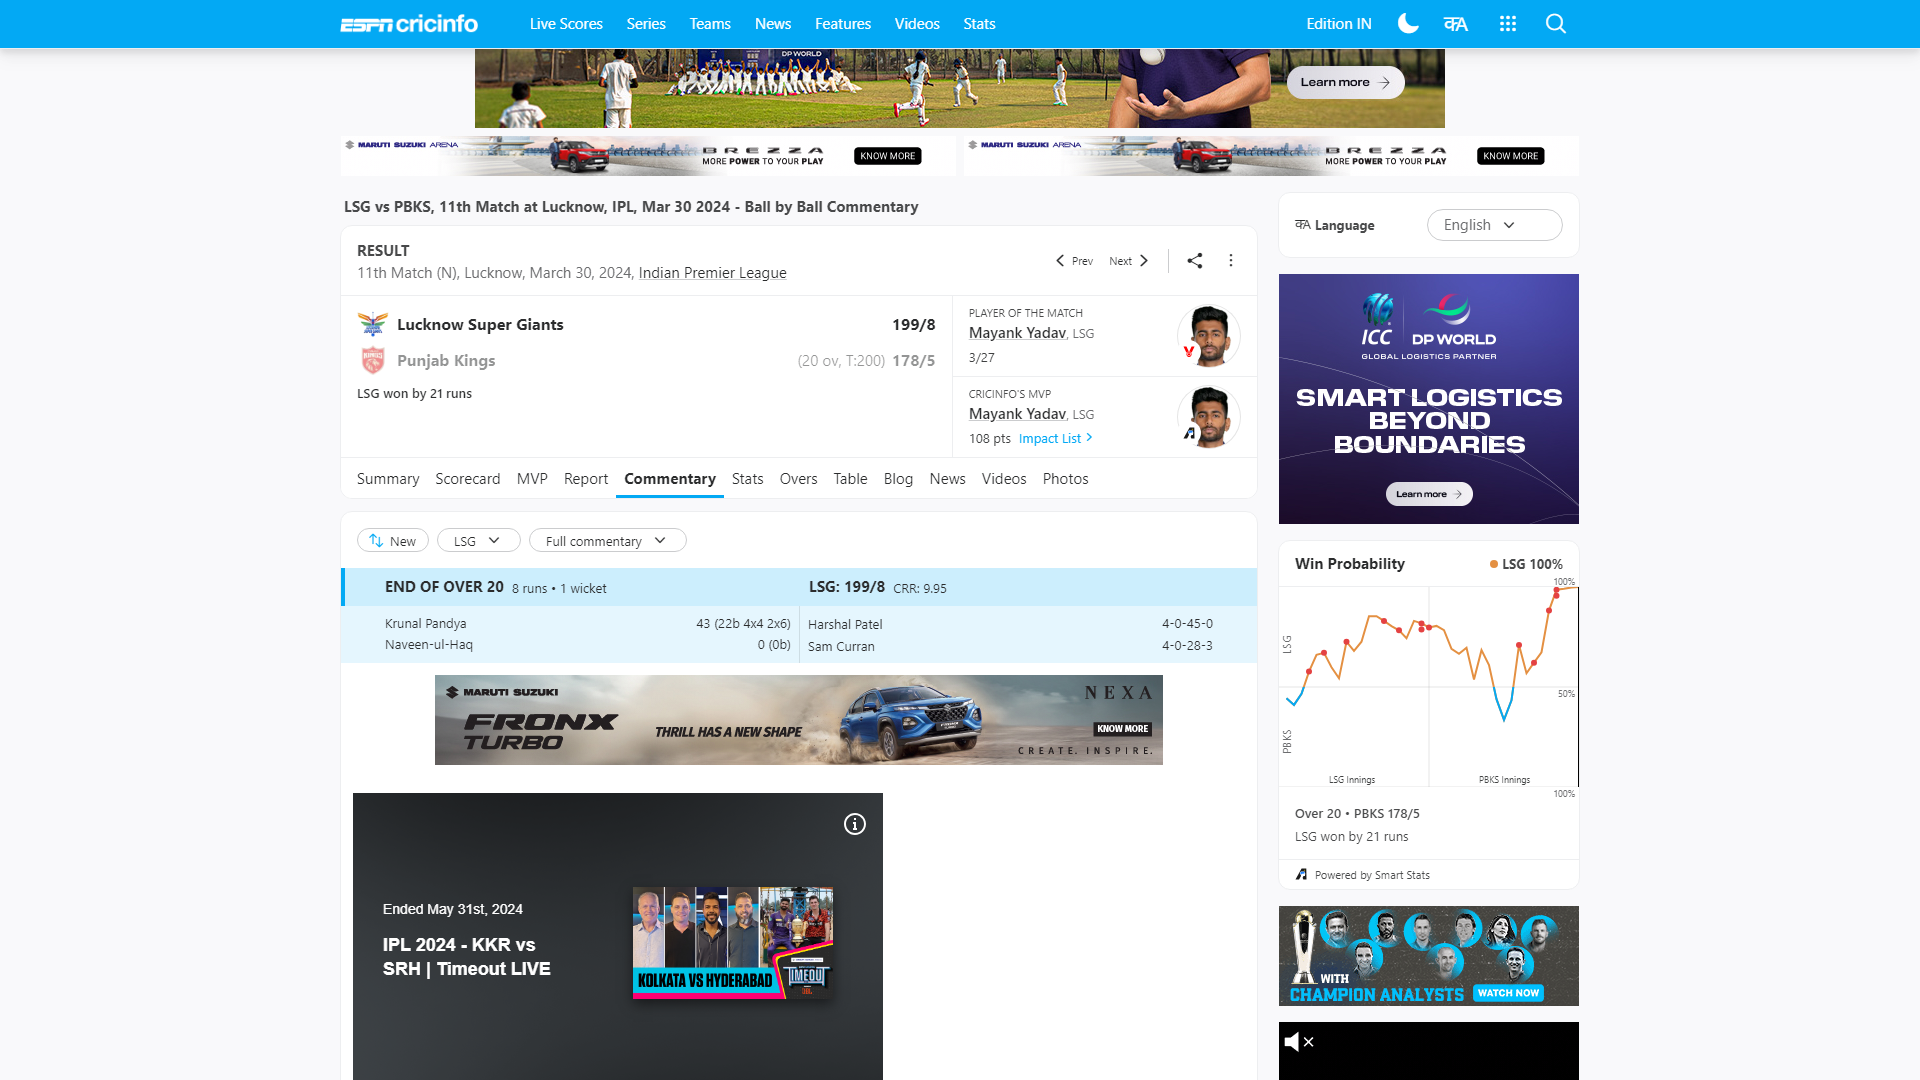 ESPN cricinfo Live Scores Series Teams News Features Videos Stats Edition IN
DP WORLD
Learn more
MARUTI SUZUKI ARENA BREZZA MORE POWER TO YOUR PLAY KNOW MORE
MARUTI SUZUKI ARENA BREZZA MORE POWER TO YOUR PLAY KNOW MORE
LSG vs PBKS, 11th Match at Lucknow, IPL, Mar 30 2024 - Ball by Ball Commentary
RESULT
11th Match (N), Lucknow, March 30, 2024, Indian Premier League
Prev Next
Lucknow Super Giants 199/8
Punjab Kings (20 ov, T:200) 178/5
LSG won by 21 runs
PLAYER OF THE MATCH
Mayank Yadav, LSG
3/27
CRICINFO'S MVP
Mayank Yadav, LSG
108 pts Impact List
Summary Scorecard MVP Report Commentary Stats Overs Table Blog News Videos Photos
New LSG Full commentary
END OF OVER 20 8 runs • 1 wicket LSG: 199/8 CRR: 9.95
Krunal Pandya 43 (22b 4x4 2x6) Harshal Patel 4-0-45-0
Naveen-ul-Haq 0 (0b) Sam Curran 4-0-28-3
MARUTI SUZUKI
FRONX
TURBO
THRILL HAS A NEW SHAPE
NEXA
KNOW MORE
CREATE. INSPIRE.
Ended May 31st, 2024
IPL 2024 - KKR vs
SRH | Timeout LIVE
KOLKATA VS HYDERABAD
TIMEOUT
Language English
ICC DP WORLD
GLOBAL LOGISTICS PARTNER
SMART LOGISTICS
BEYOND
BOUNDARIES
Learn more
Win Probability LSG 100%
100%
LSG
50%
PBKS
LSG Innings PBKS Innings
100%
Over 20 • PBKS 178/5
LSG won by 21 runs
Powered by Smart Stats
WITH
CHAMPION ANALYSTS WATCH NOW